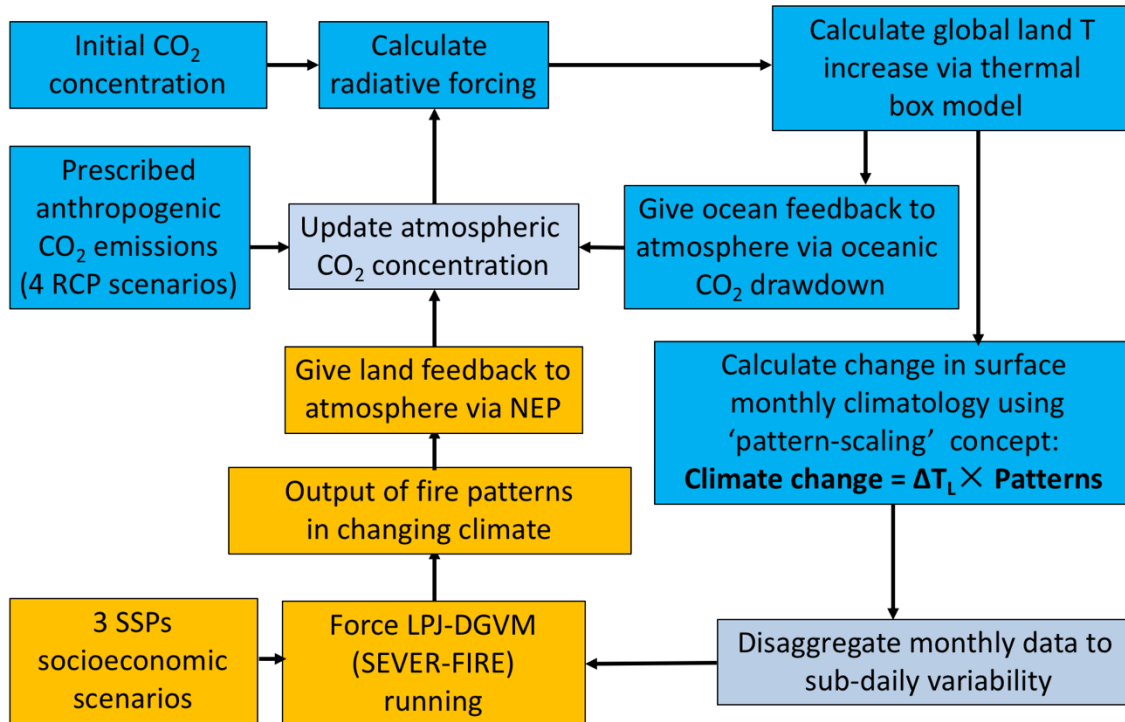 Initial CO₂
concentration
Calculate
radiative forcing
Calculate global land T
increase via thermal
box model
Prescribed
anthropogenic
CO₂ emissions
(4 RCP scenarios)
Update atmospheric
CO₂ concentration
Give ocean feedback to
atmosphere via oceanic
CO₂ drawdown
Give land feedback to
atmosphere via NEP
Calculate change in surface
monthly climatology using
‘pattern-scaling’ concept:
Climate change = ΔT_L × Patterns
Output of fire patterns
in changing climate
3 SSPs
socioeconomic
scenarios
Force LPJ-DGVM
(SEVER-FIRE)
running
Disaggregate monthly data to
sub-daily variability